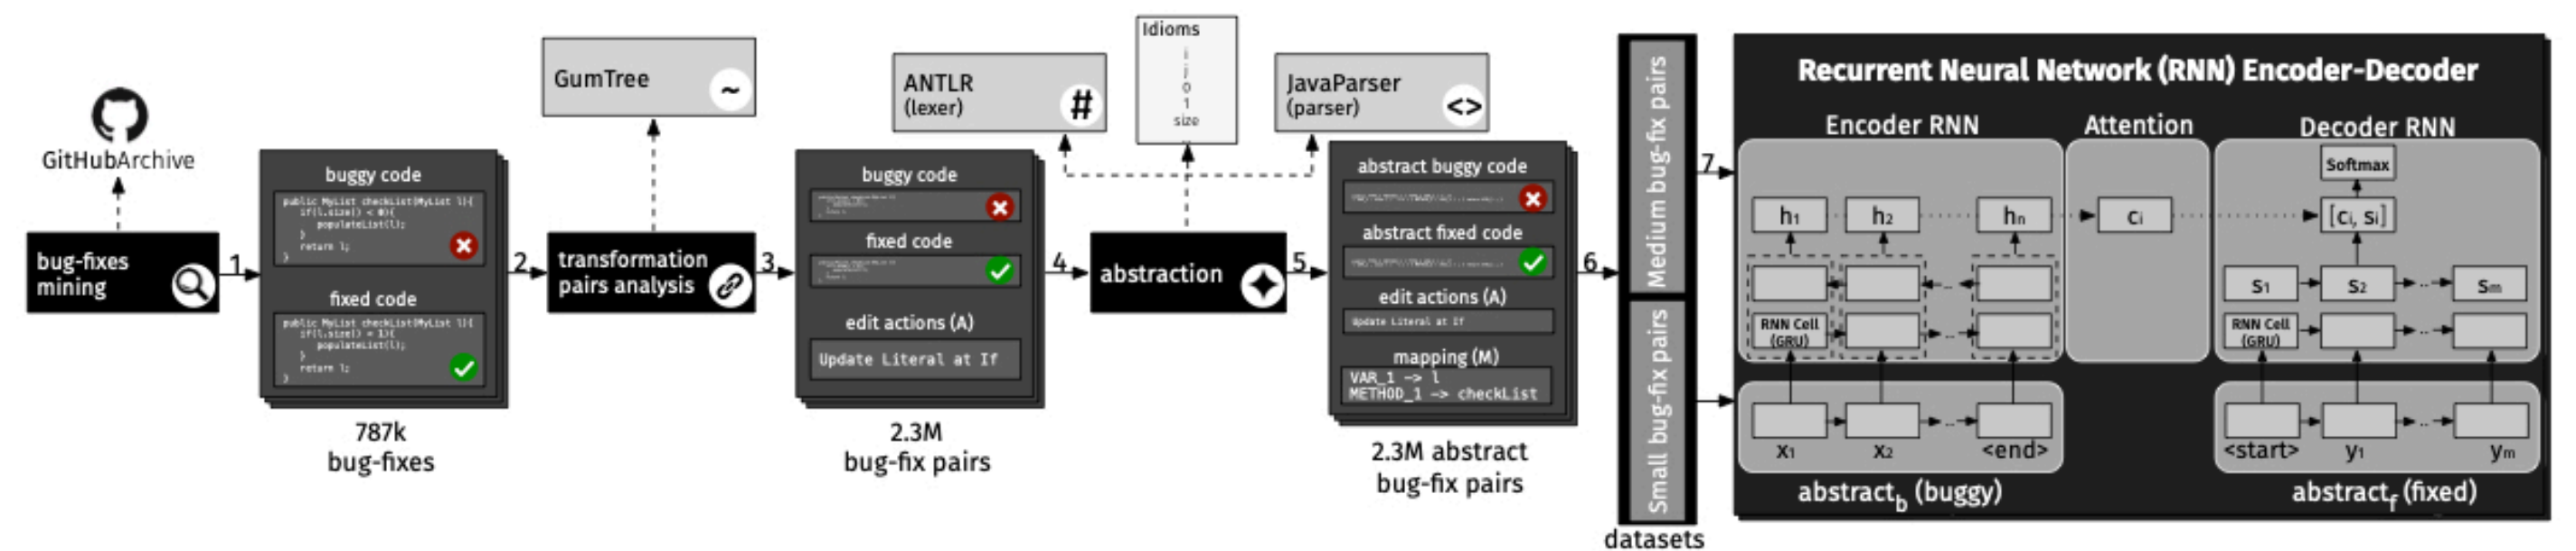 GitHubArchive
bug-fixes
mining
1
buggy code
public MyList checkList(MyList l){
if(l.size() < 0){
populateList(l);
}
return l;
}
fixed code
public MyList checkList(MyList l){
if(l.size() < 1){
populateList(l);
}
return l;
}
787k
bug-fixes
2
GumTree
~
transformation
pairs analysis
3
buggy code
fixed code
edit actions (A)
Update Literal at If
2.3M
bug-fix pairs
4
ANTLR
(lexer)
#
Idioms
i
j
0
1
size
JavaParser
(parser)
<>
abstraction
5
abstract buggy code
abstract fixed code
edit actions (A)
Update Literal at If
mapping (M)
VAR_1 -> l
METHOD_1 -> checkList
2.3M abstract
bug-fix pairs
6
Medium bug-fix pairs
Small bug-fix pairs
datasets
7
Recurrent Neural Network (RNN) Encoder-Decoder
Encoder RNN
Attention
Decoder RNN
Softmax
h1
h2
hn
ci
[ci, si]
s1
s2
sm
RNN Cell
(GRU)
RNN Cell
(GRU)
x1
x2
<end>
<start>
y1
ym
abstractb (buggy)
abstractf (fixed)